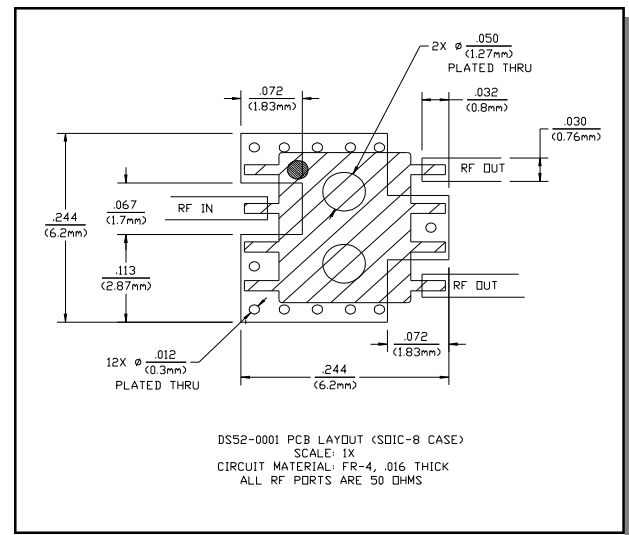 2X ⌀ .050
(1.27mm)
PLATED THRU
.072
(1.83mm)
.032
(0.8mm)
.030
(0.76mm)
RF OUT
.067
(1.7mm)
RF IN
.244
(6.2mm)
.113
(2.87mm)
RF OUT
.072
(1.83mm)
12X ⌀ .012
(0.3mm)
PLATED THRU
.244
(6.2mm)
DS52-0001 PCB LAYOUT (SOIC-8 CASE)
SCALE: 1X
CIRCUIT MATERIAL: FR-4, .016 THICK
ALL RF PORTS ARE 50 OHMS